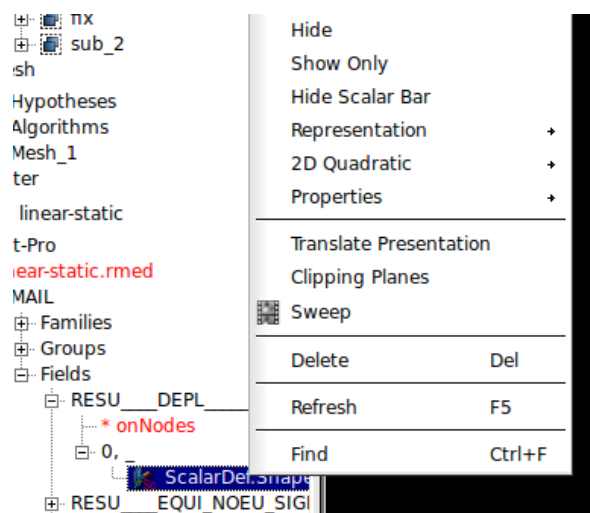 fix
sub_2
sh
Hypotheses
Algorithms
Mesh_1
ter
linear-static
t-Pro
ear-static.rmed
MAIL
Families
Groups
Fields
RESU____DEPL____
* onNodes
0, _
ScalarDef.Shape
RESU____EQUI_NOEU_SIG
Hide
Show Only
Hide Scalar Bar
Representation
2D Quadratic
Properties
Translate Presentation
Clipping Planes
Sweep
Delete Del
Refresh F5
Find Ctrl+F